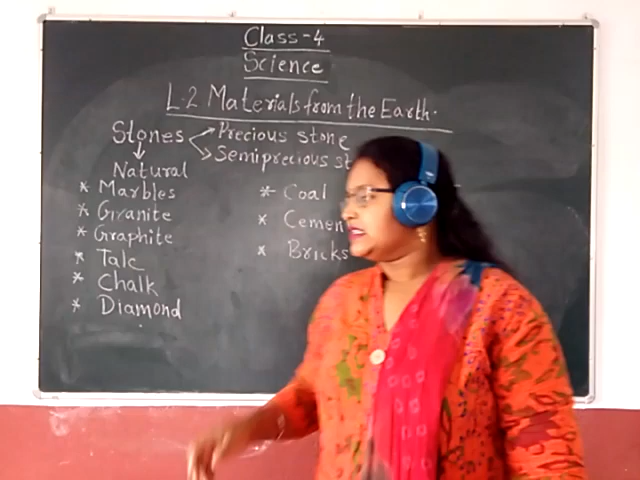 Class-4
Science
L-2 Materials from the Earth.
Stones
Precious stone
Semiprecious st
Natural
* Marbles
* Granite
* Graphite
* Talc
* Chalk
* Diamond
* Coal
* Cemen
* Bricks